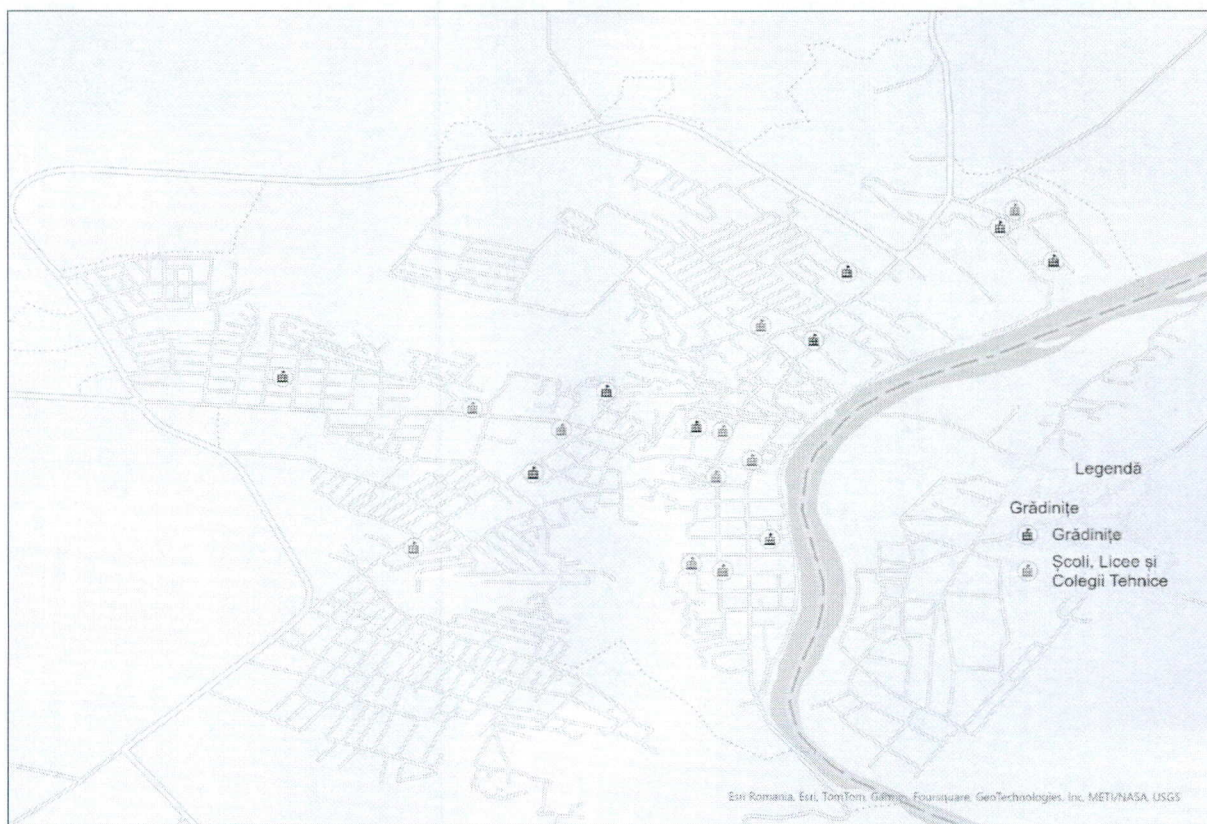 Legendă
Grădinițe
Grădinițe
Școli, Licee și
Colegii Tehnice
Esri Romania, Esri, TomTom, Garmin, Foursquare, GeoTechnologies, Inc, METI/NASA, USGS